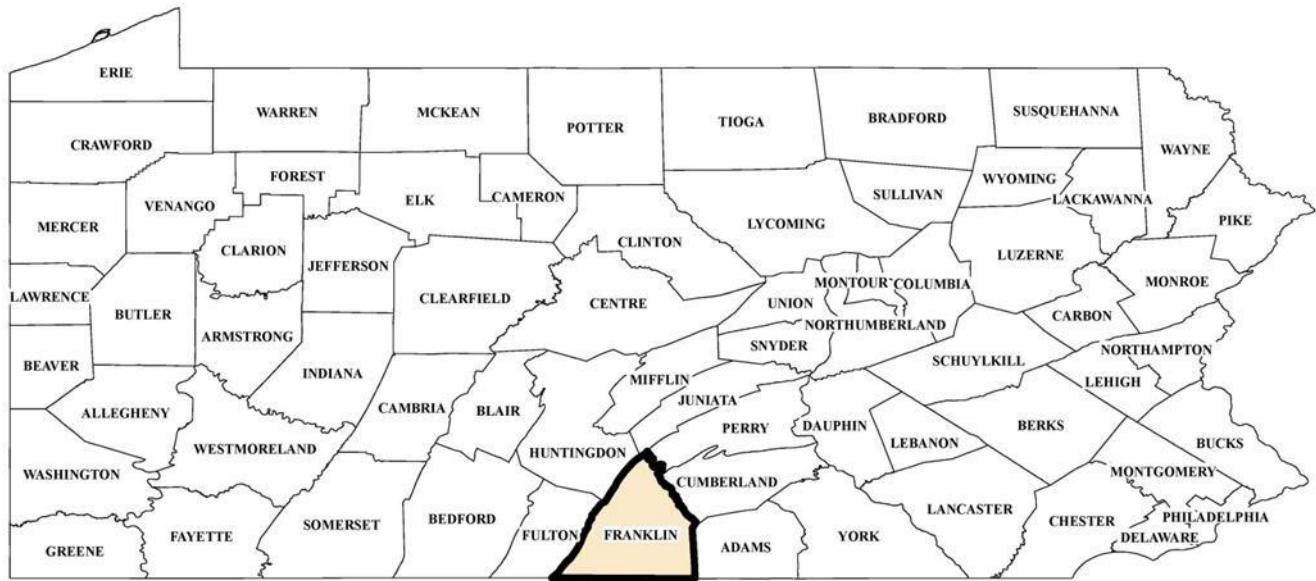 ERIE
WARREN
MCKEAN
POTTER
TIOGA
BRADFORD
SUSQUEHANNA
CRAWFORD
WAYNE
FOREST
VENANGO
ELK
CAMERON
SULLIVAN
WYOMING
LACKAWANNA
MERCER
CLARION
JEFFERSON
CLINTON
LYCOMING
PIKE
LAWRENCE
BUTLER
CLEARFIELD
CENTRE
UNION
MONTOUR
COLUMBIA
LUZERNE
MONROE
ARMSTRONG
NORTHUMBERLAND
CARBON
BEAVER
INDIANA
SNYDER
SCHUYLKILL
NORTHAMPTON
ALLEGHENY
CAMBRIA
BLAIR
MIFFLIN
JUNIATA
LEHIGH
WESTMORELAND
HUNTINGDON
PERRY
DAUPHIN
LEBANON
BERKS
BUCKS
WASHINGTON
CUMBERLAND
MONTGOMERY
GREENE
FAYETTE
SOMERSET
BEDFORD
FULTON
FRANKLIN
ADAMS
YORK
LANCASTER
CHESTER
PHILADELPHIA
DELAWARE